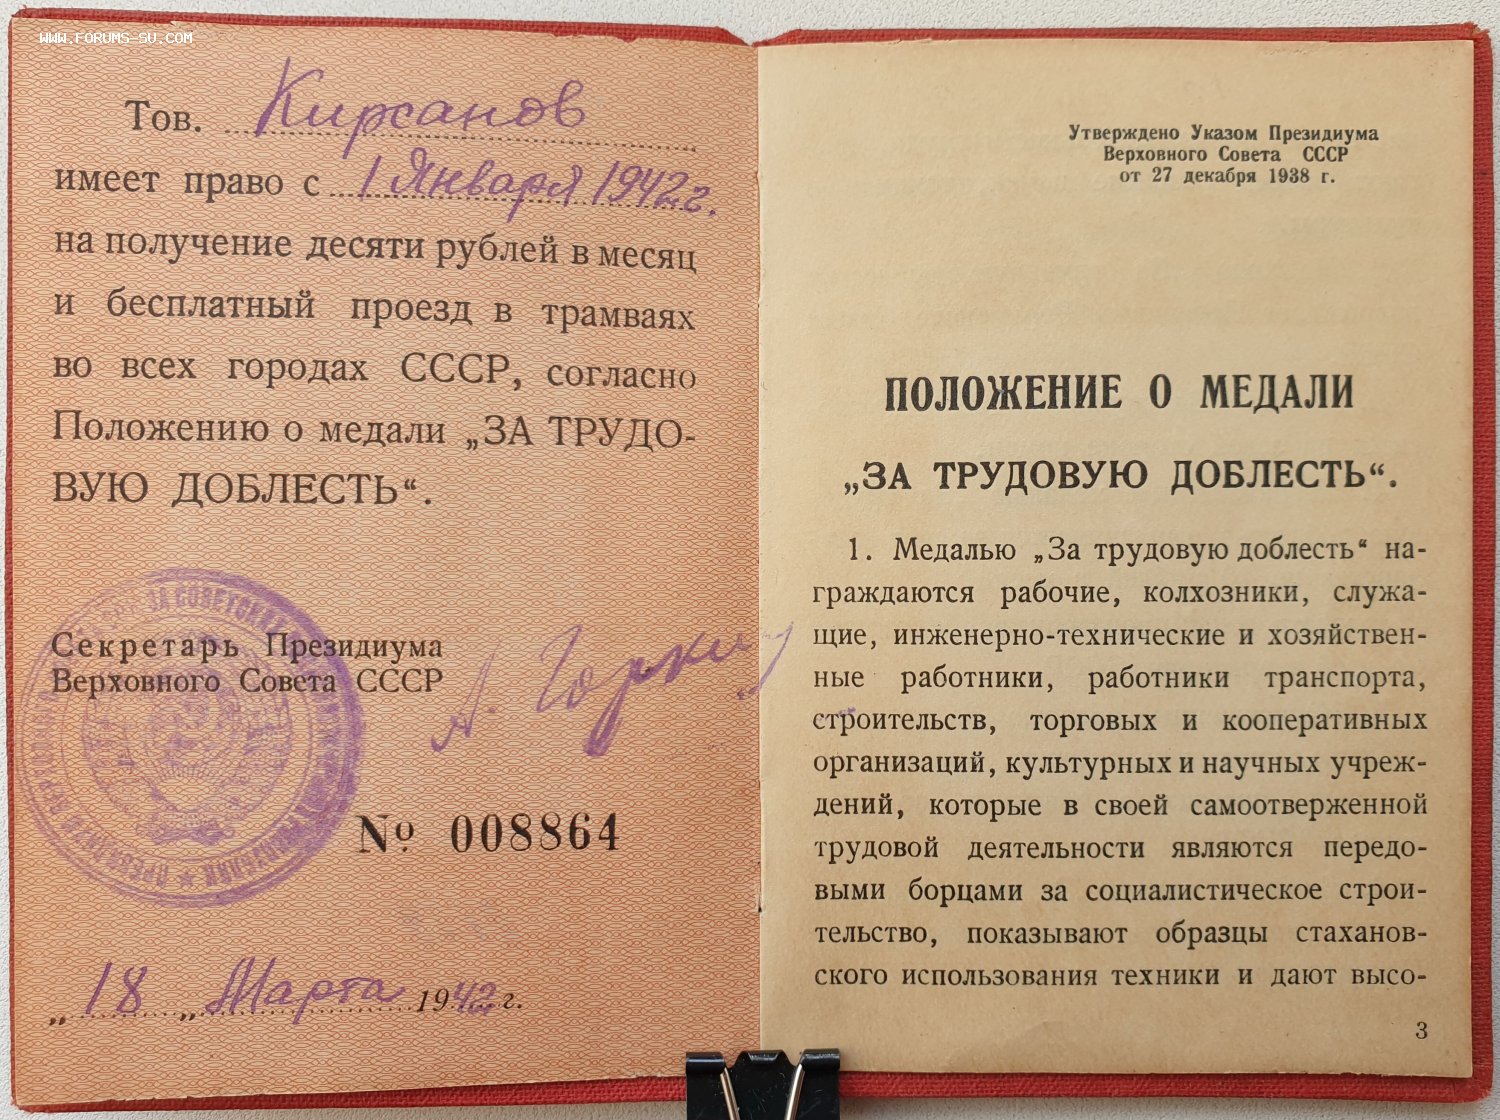 WWW.FORUMS-SU.COM
Тов. Кирсанов
имеет право с 1 Января 1942 г.
на получение десяти рублей в месяц
и бесплатный проезд в трамваях
во всех городах СССР, согласно
Положению о медали „ЗА ТРУДО-
ВУЮ ДОБЛЕСТЬ“.
Секретарь Президиума
Верховного Совета СССР
А. Горкин
№ 008864
„18 „ Марта 1942 г.
Утверждено Указом Президиума
Верховного Совета СССР
от 27 декабря 1938 г.
ПОЛОЖЕНИЕ О МЕДАЛИ
„ЗА ТРУДОВУЮ ДОБЛЕСТЬ“.
1. Медалью „За трудовую доблесть“ на-
граждаются рабочие, колхозники, служа-
щие, инженерно-технические и хозяйствен-
ные работники, работники транспорта,
строительств, торговых и кооперативных
организаций, культурных и научных учреж-
дений, которые в своей самоотверженной
трудовой деятельности являются передо-
выми борцами за социалистическое строи-
тельство, показывают образцы стаханов-
ского использования техники и дают высо-
3